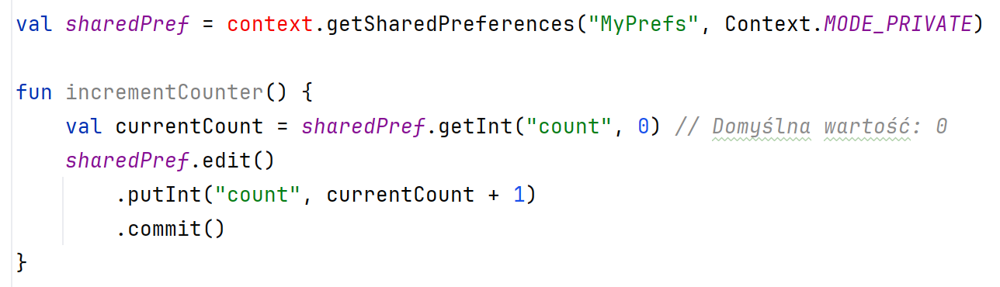 val sharedPref = context.getSharedPreferences("MyPrefs", Context.MODE_PRIVATE)
fun incrementCounter() {
val currentCount = sharedPref.getInt("count", 0) // Domyślna wartość: 0
sharedPref.edit()
.putInt("count", currentCount + 1)
.commit()
}